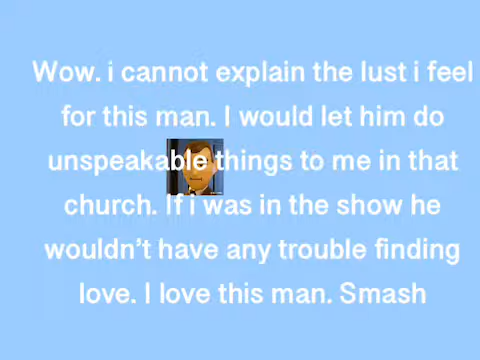 Wow. i cannot explain the lust i feel
for this man. I would let him do
unspeakable things to me in that
church. If i was in the show he
wouldn't have any trouble finding
love. I love this man. Smash